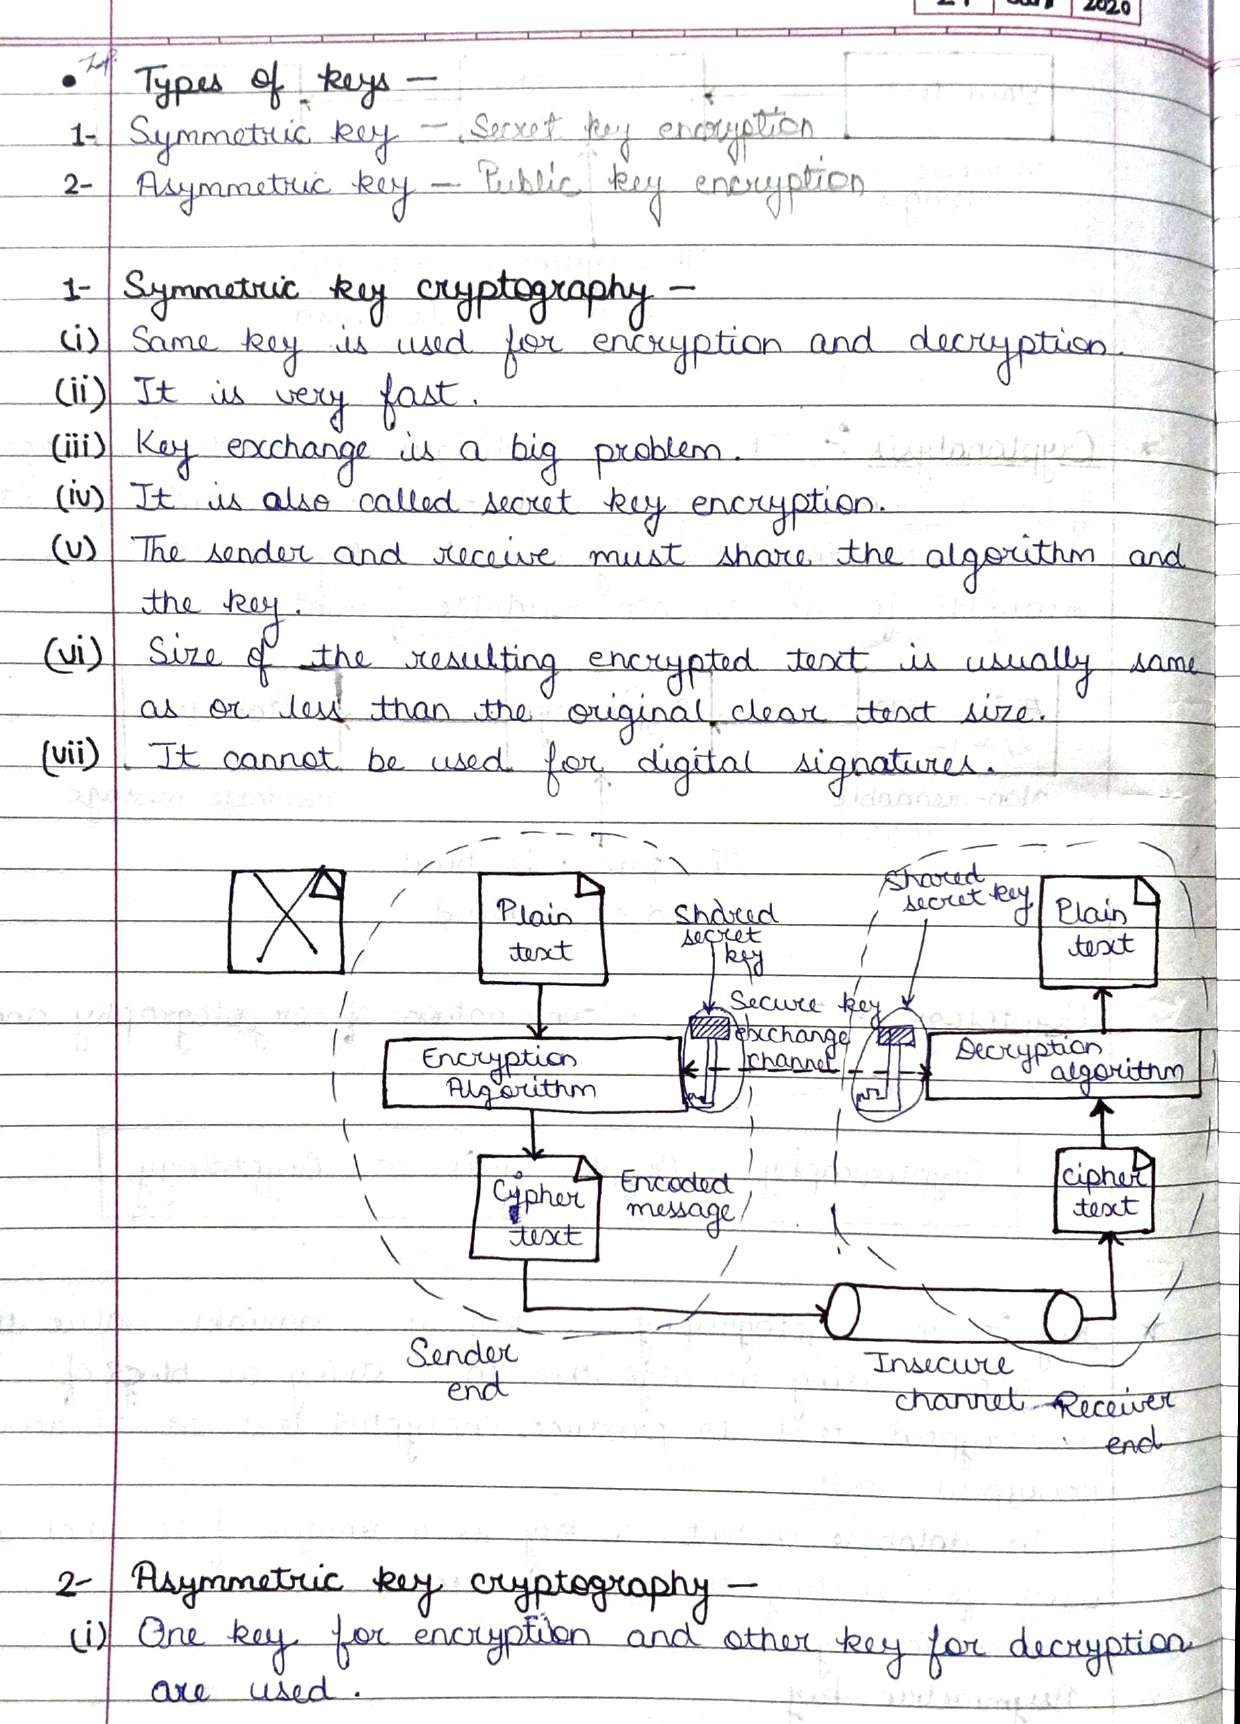 2020
Imp.
• Types of keys —
1- Symmetric key — Secret key encryption
2- Asymmetric key — Public key encryption
1- Symmetric key cryptography —
(i) Same key is used for encryption and decryption.
(ii) It is very fast.
(iii) Key exchange is a big problem.
(iv) It is also called secret key encryption.
(v) The sender and receive must share the algorithm and
the key.
(vi) Size of the resulting encrypted text is usually same
as or less than the original clear text size.
(vii) It cannot be used for digital signatures.
Plain
text
Shared
secret
key
Shared
secret key
Plain
text
Secure key
exchange
channel
Encryption
Algorithm
Decryption
algorithm
Cypher
text
Encoded
message
cipher
text
Sender
end
Insecure
channel
Receiver
end
2- Asymmetric key cryptography —
(i) One key for encryption and other key for decryption
are used.